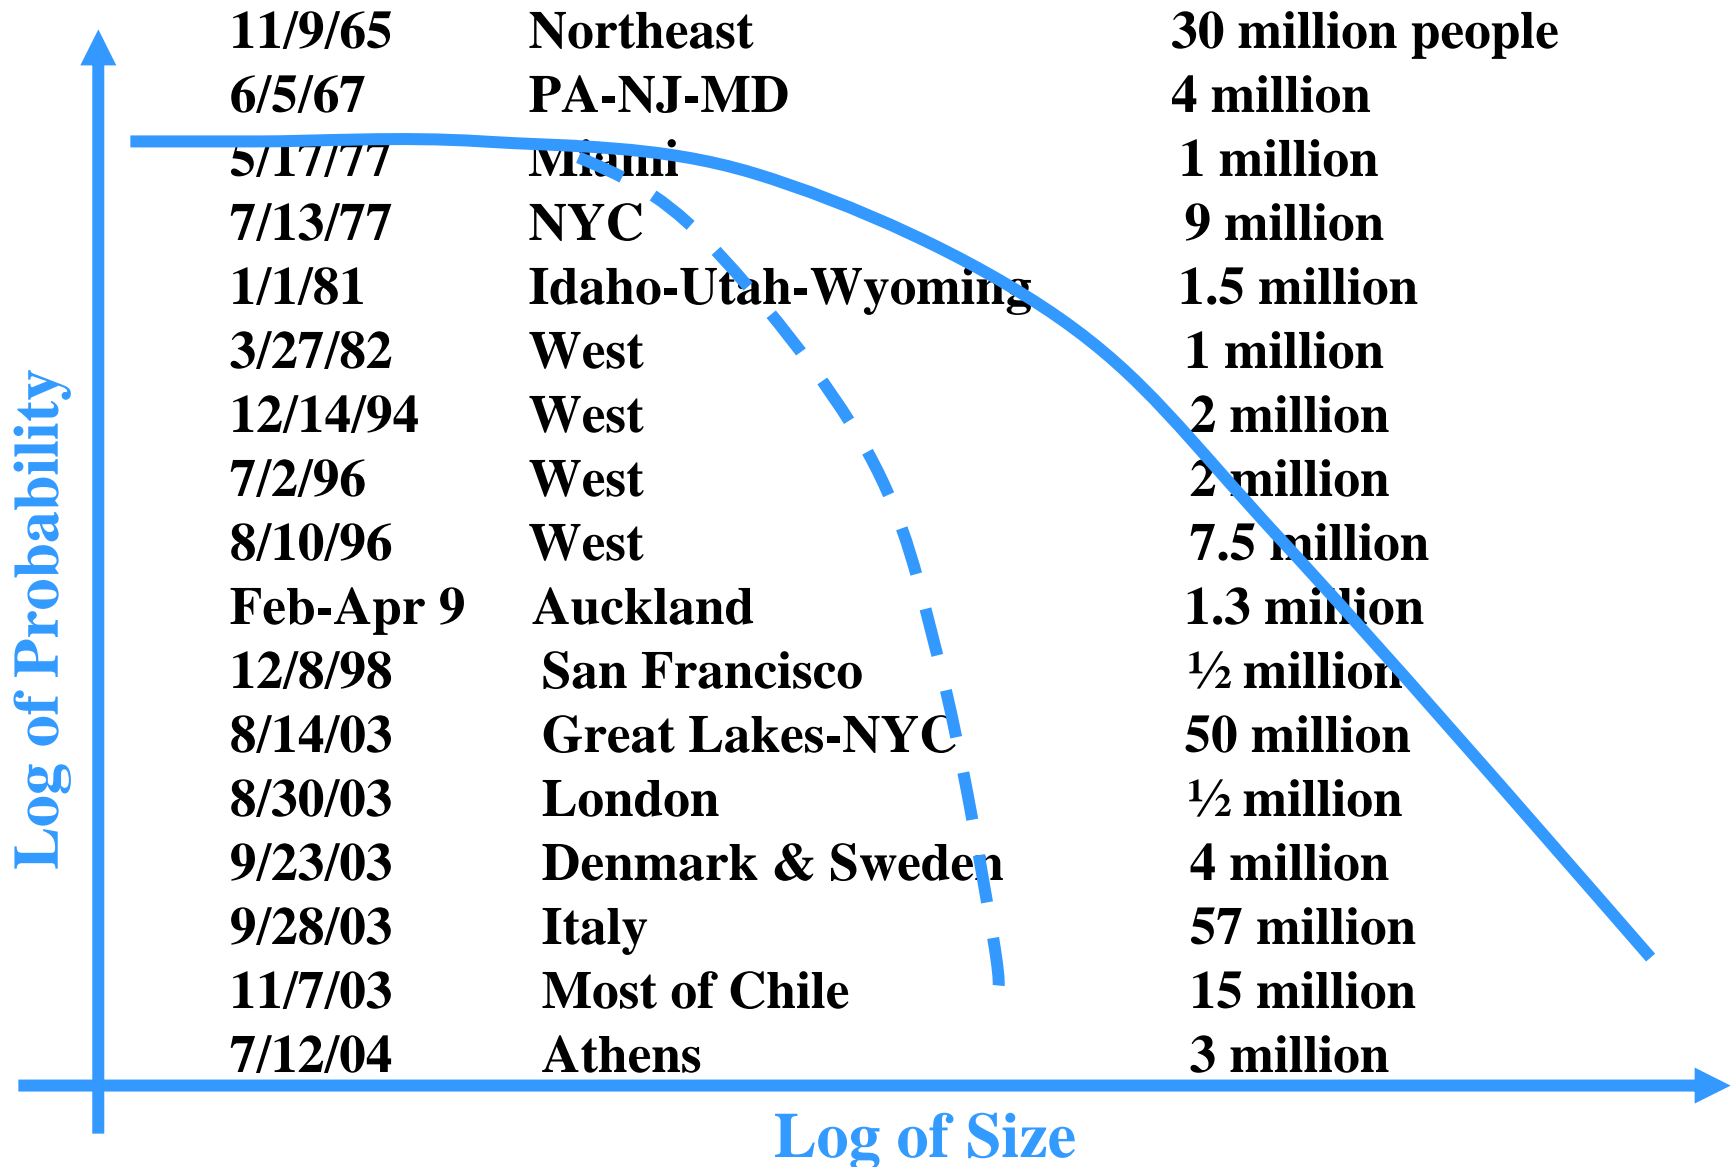 11/9/65 Northeast 30 million people
6/5/67 PA-NJ-MD 4 million
5/17/77 Miami 1 million
7/13/77 NYC 9 million
1/1/81 Idaho-Utah-Wyoming 1.5 million
3/27/82 West 1 million
12/14/94 West 2 million
7/2/96 West 2 million
8/10/96 West 7.5 million
Feb-Apr 9 Auckland 1.3 million
12/8/98 San Francisco ½ million
8/14/03 Great Lakes-NYC 50 million
8/30/03 London ½ million
9/23/03 Denmark & Sweden 4 million
9/28/03 Italy 57 million
11/7/03 Most of Chile 15 million
7/12/04 Athens 3 million
Log of Probability
Log of Size